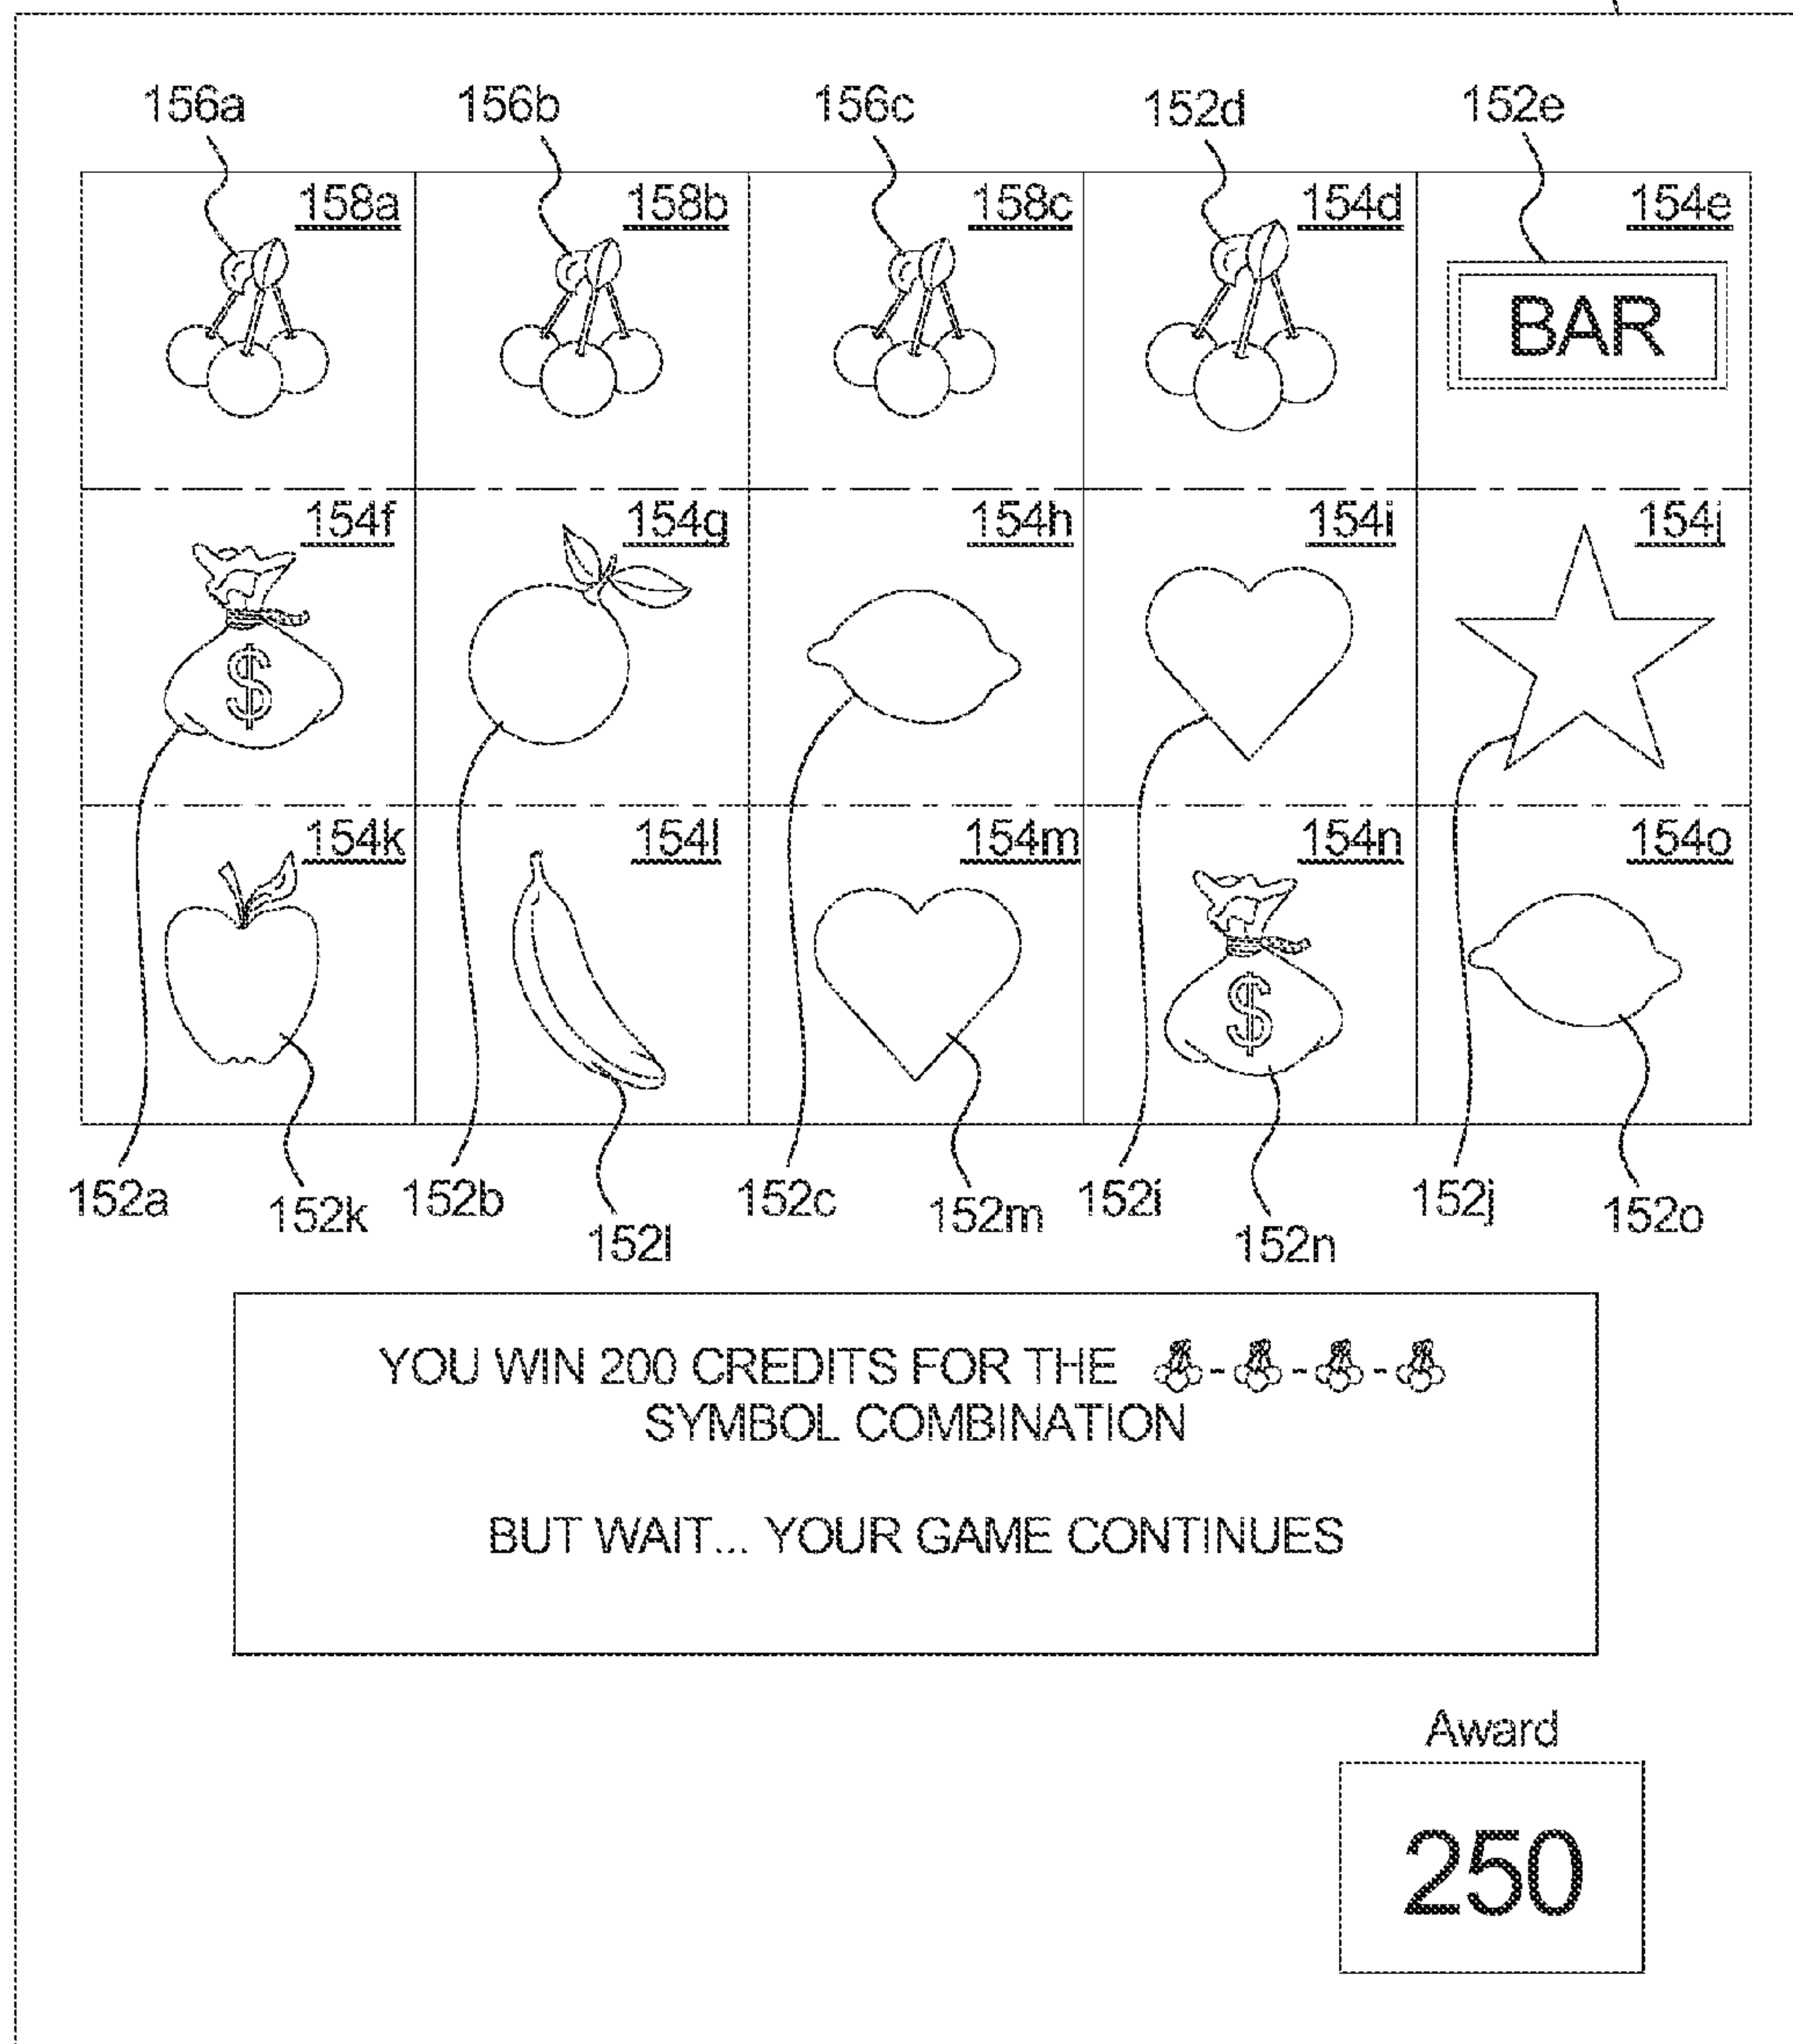 156a 156b 156c 152d 152e
158a 158b 158c 154d 154e
BAR
154f 154g 154h 154i 154j
$
154k 154l 154m 154n 154o
$
152a 152k 152b 152l 152c 152m 152i 152n 152j 152o
YOU WIN 200 CREDITS FOR THE - - -
SYMBOL COMBINATION
BUT WAIT... YOUR GAME CONTINUES
Award
250